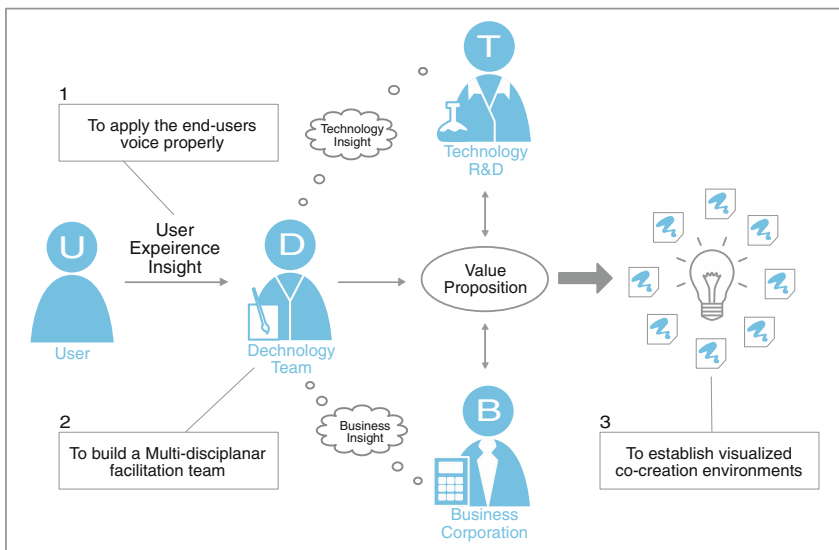 1
To apply the end-users
voice properly
Technology
Insight
T
Technology
R&D
U
User
User
Expeirence
Insight
D
Dechnology
Team
Value
Proposition
Business
Insight
B
Business
Corporation
2
To build a Multi-disciplanar
facilitation team
3
To establish visualized
co-creation environments